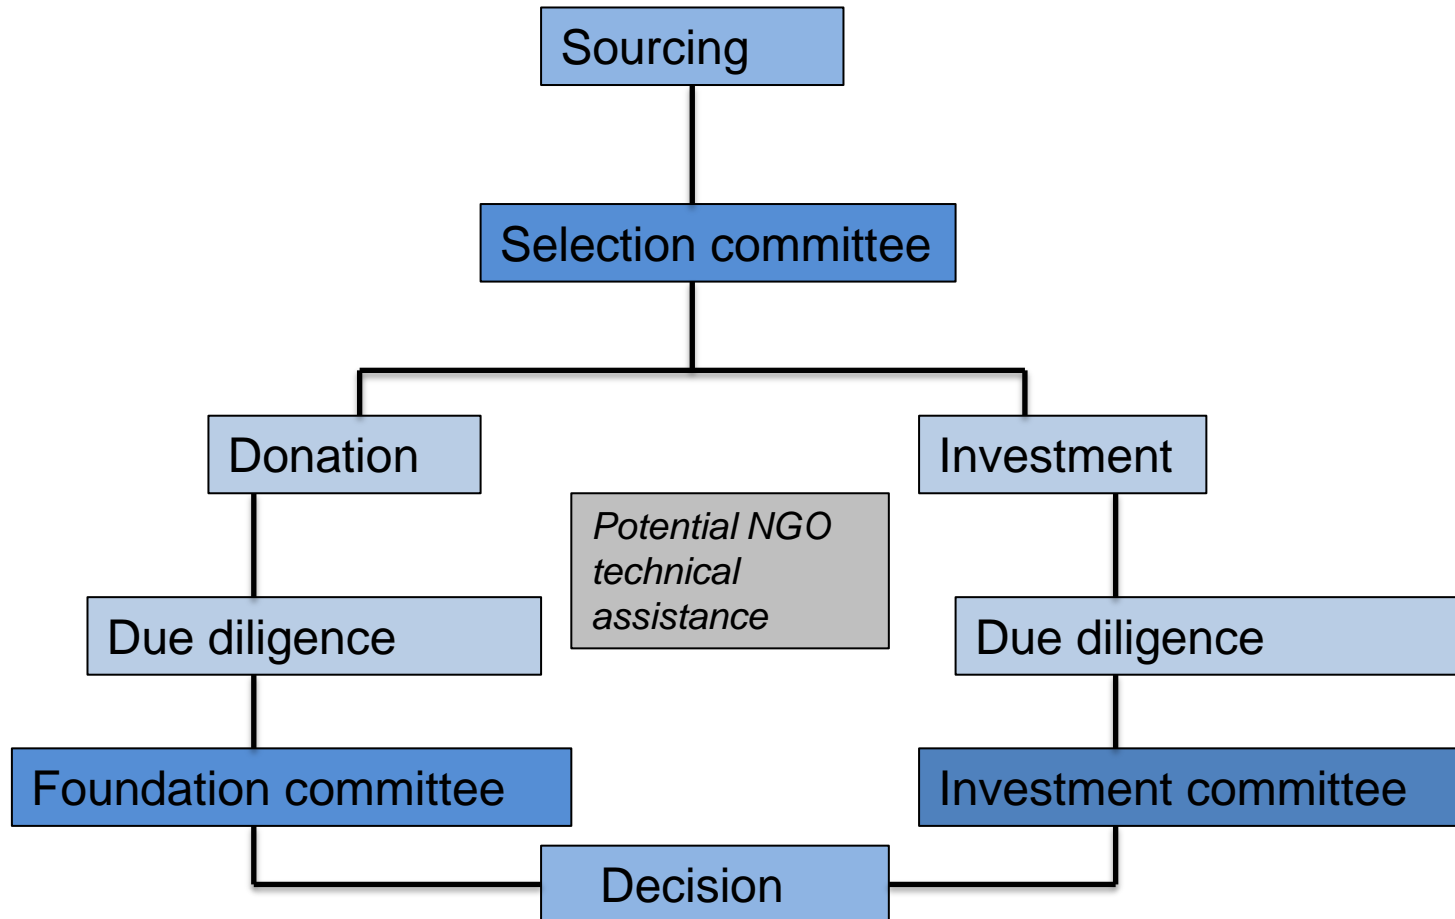 Sourcing
Selection committee
Donation
Investment
Potential NGO
technical
assistance
Due diligence
Due diligence
Foundation committee
Investment committee
Decision